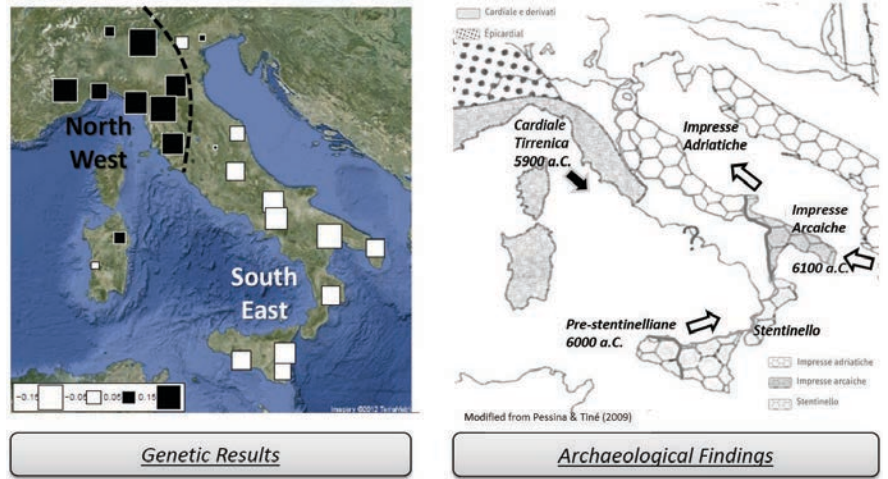 North
West
South
East
−0.15
−0.05
0.05
0.15
Imagery ©2012 TerraMetrics
Genetic Results
Cardiale e derivati
Epicardial
Cardiale
Tirrenica
5900 a.C.
Impresse
Adriatiche
Impresse
Arcaiche
6100 a.C.
?
Pre-stentinelliane
6000 a.C.
Stentinello
Impresse adriatiche
Impresse arcaiche
Stentinello
Modified from Pessina & Tiné (2009)
Archaeological Findings